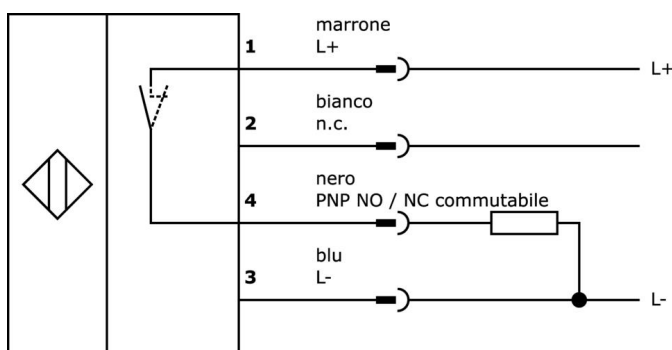 marrone
1 L+
L+
bianco
2 n.c.
nero
4 PNP NO / NC commutabile
blu
3 L-
L-